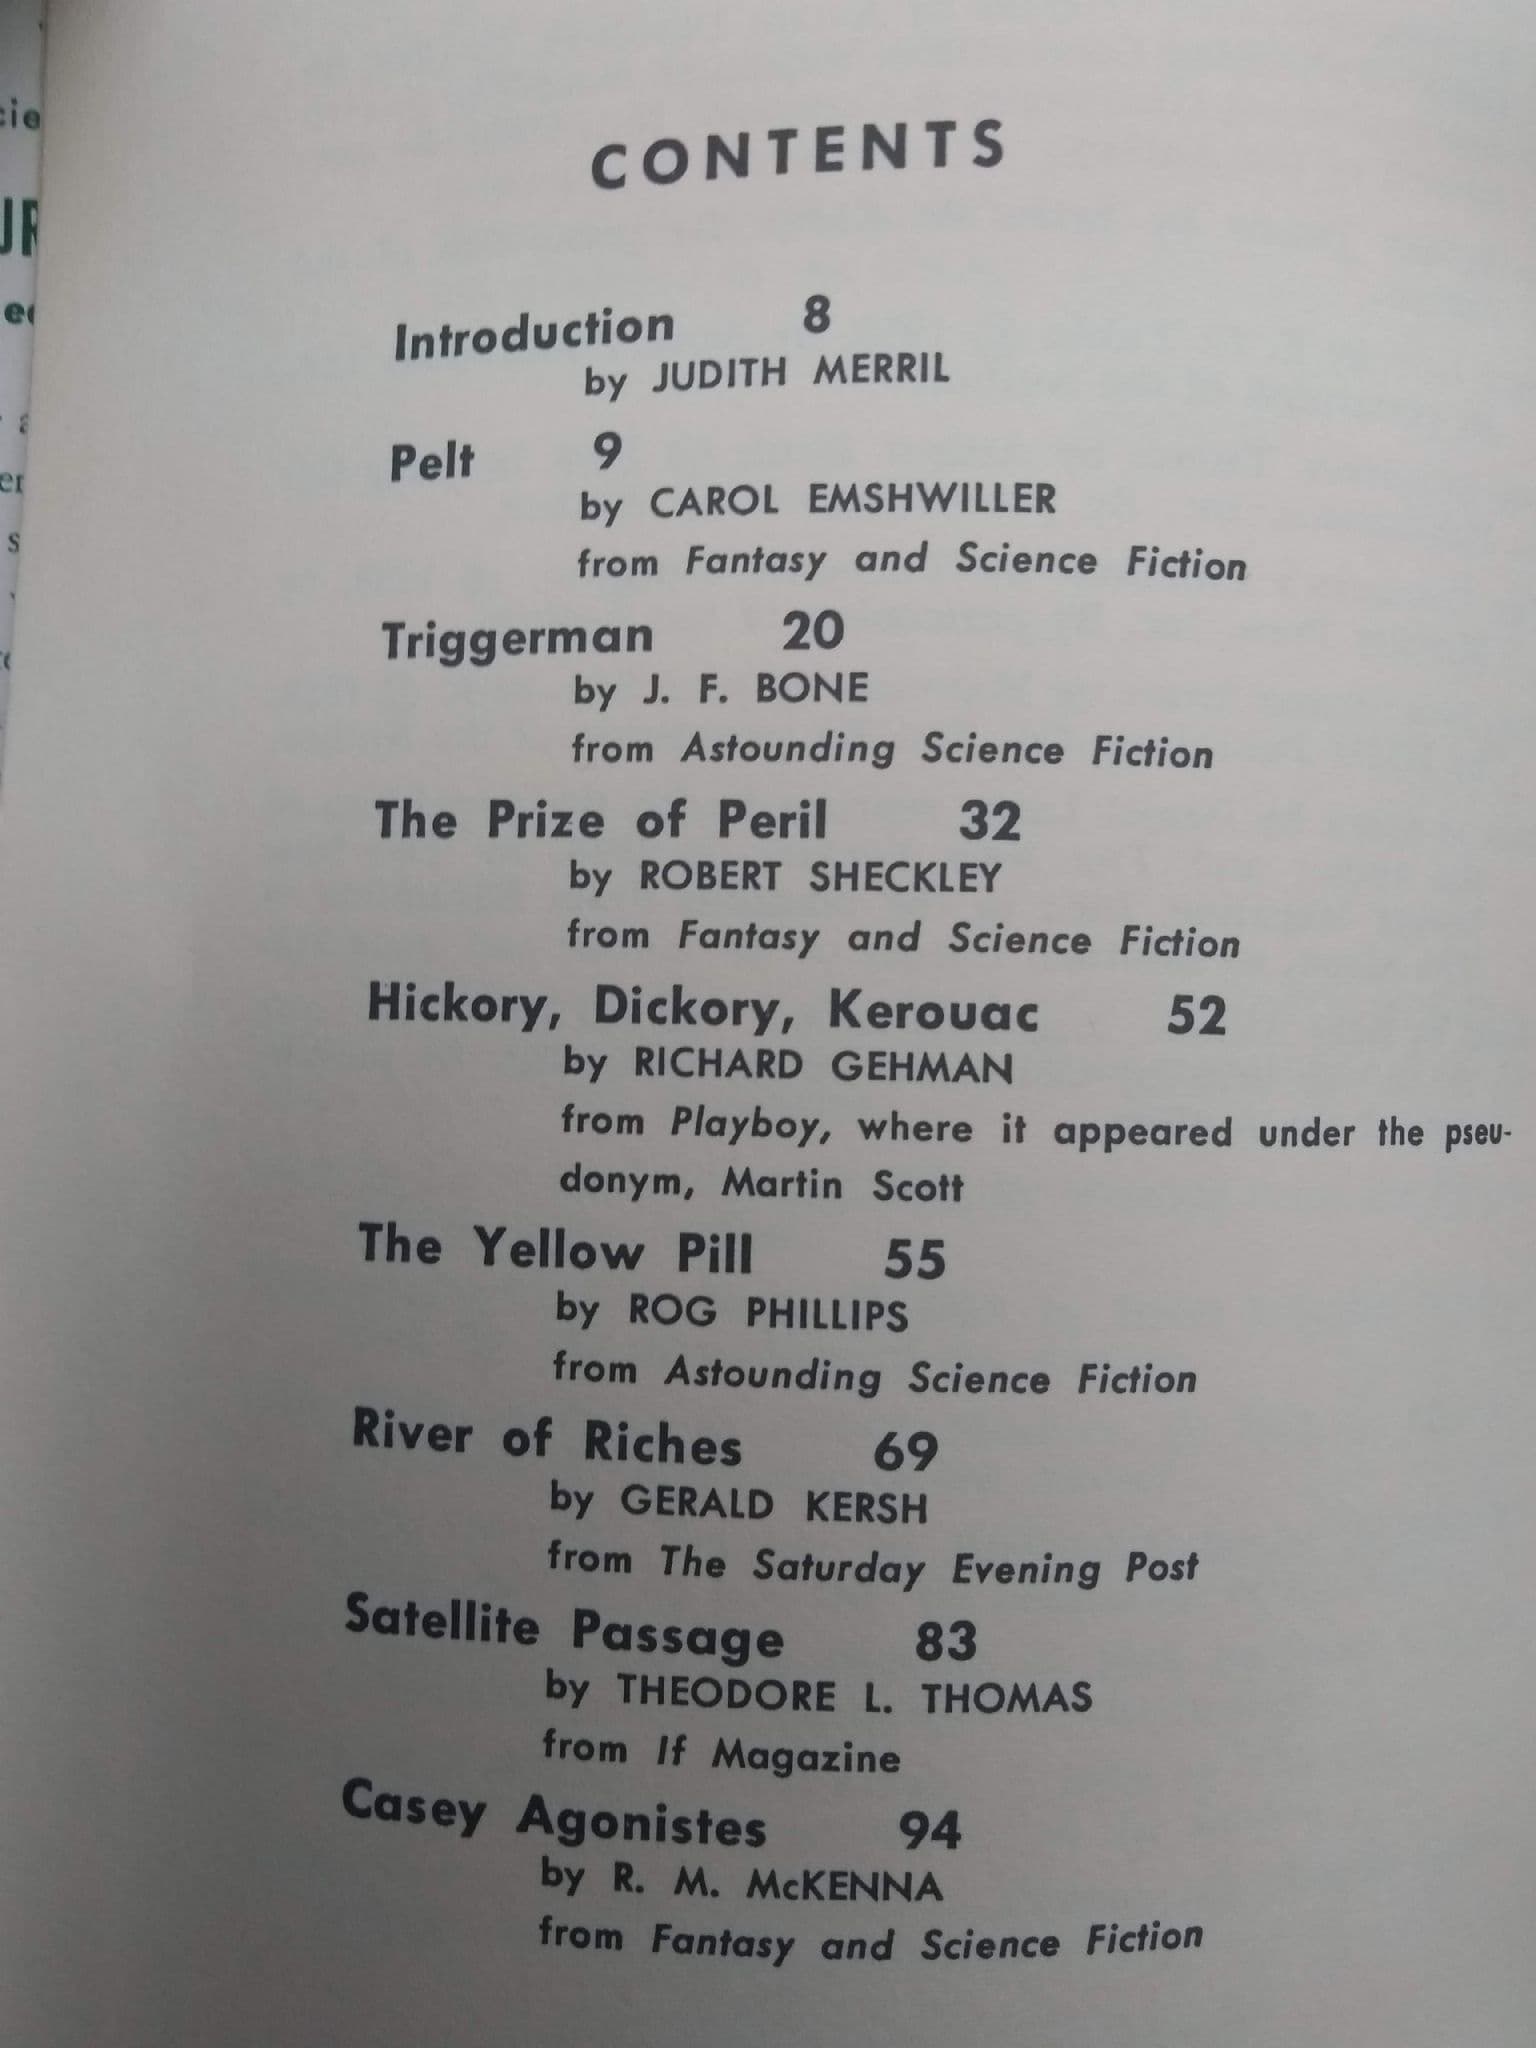 CONTENTS
Introduction 8
by JUDITH MERRIL
Pelt 9
by CAROL EMSHWILLER
from Fantasy and Science Fiction
Triggerman 20
by J. F. BONE
from Astounding Science Fiction
The Prize of Peril 32
by ROBERT SHECKLEY
from Fantasy and Science Fiction
Hickory, Dickory, Kerouac 52
by RICHARD GEHMAN
from Playboy, where it appeared under the pseu-
donym, Martin Scott
The Yellow Pill 55
by ROG PHILLIPS
from Astounding Science Fiction
River of Riches 69
by GERALD KERSH
from The Saturday Evening Post
Satellite Passage 83
by THEODORE L. THOMAS
from If Magazine
Casey Agonistes 94
by R. M. McKENNA
from Fantasy and Science Fiction